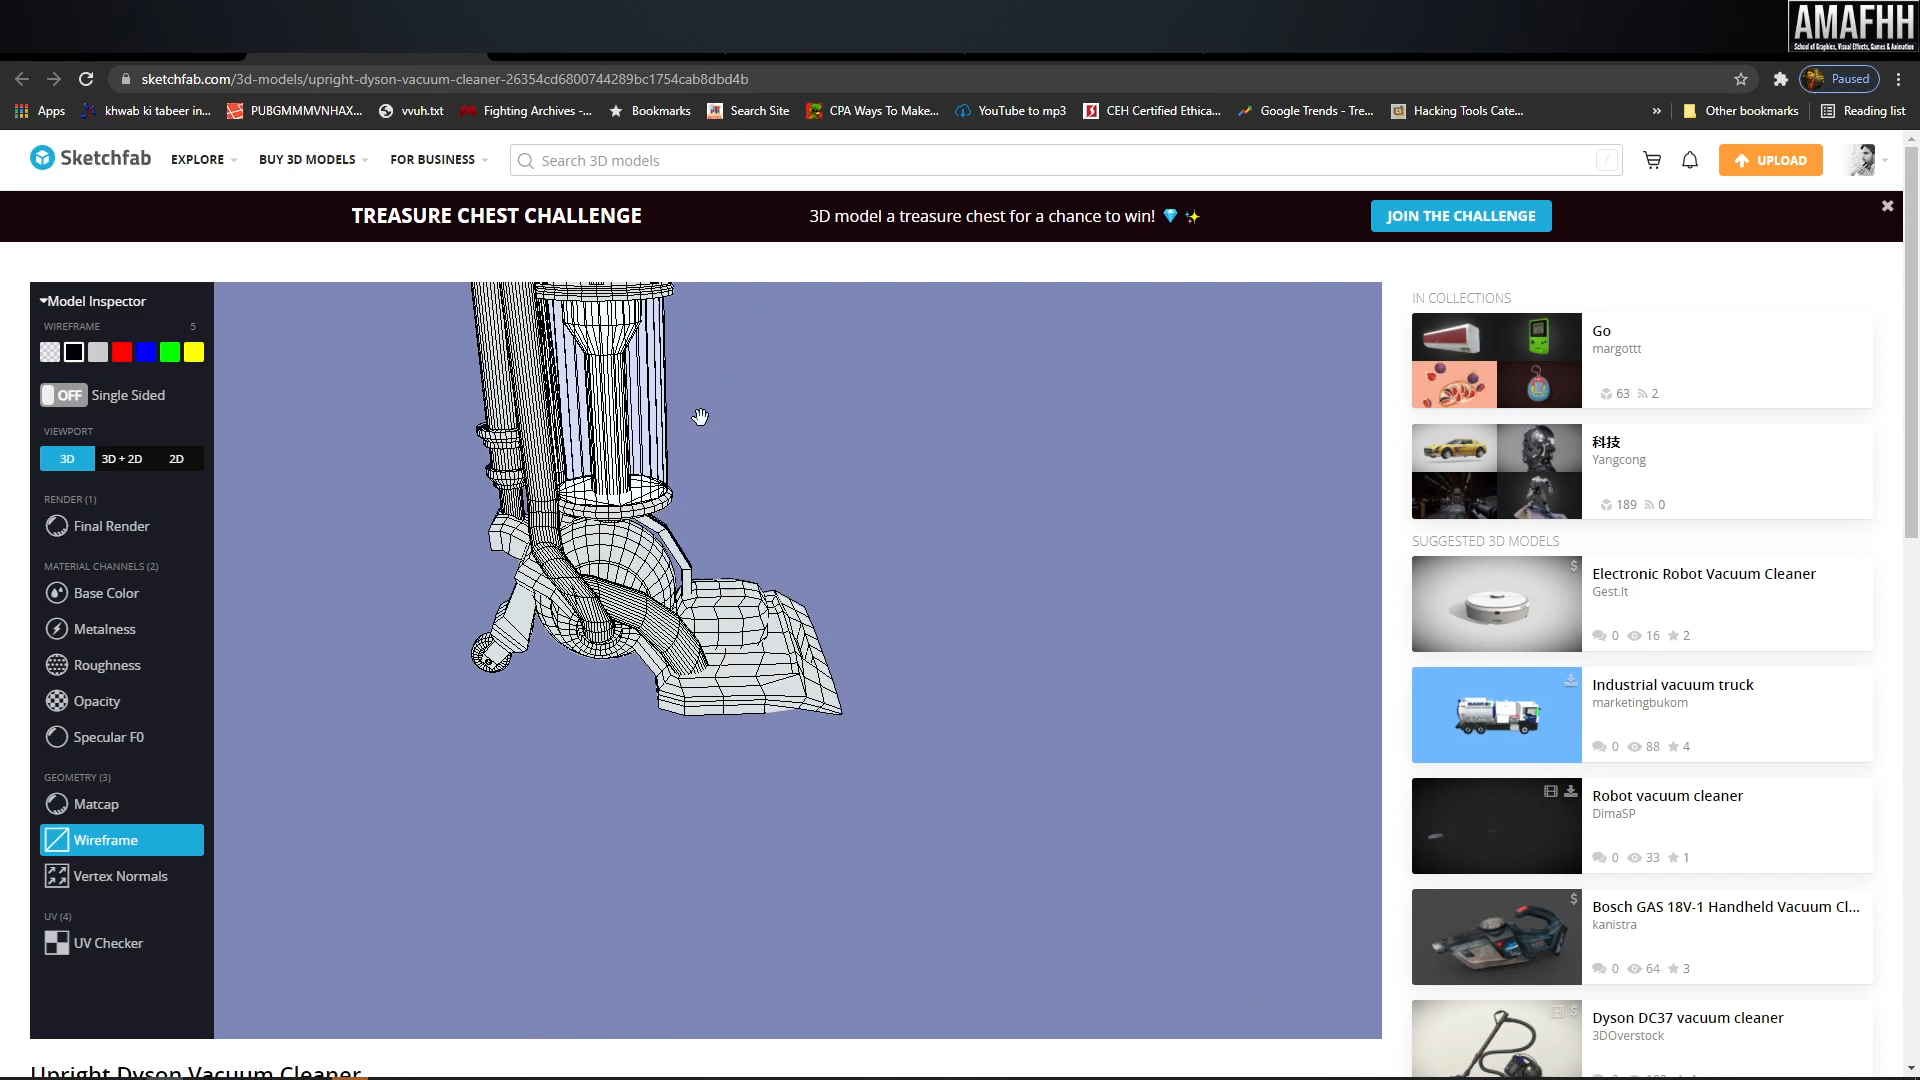 AMAFHH
School of Graphics, Visual Effects, Games & Animation
sketchfab.com/3d-models/upright-dyson-vacuum-cleaner-26354cd6800744289bc1754cab8dbd4b
Paused
Apps
khwab ki tabeer in...
PUBGMMMVNHAX...
vvuh.txt
Fighting Archives -...
Bookmarks
Search Site
CPA Ways To Make...
YouTube to mp3
CEH Certified Ethica...
Google Trends - Tre...
Hacking Tools Cate...
»
Other bookmarks
Reading list
Sketchfab
EXPLORE
BUY 3D MODELS
FOR BUSINESS
Search 3D models
/
UPLOAD
TREASURE CHEST CHALLENGE
3D model a treasure chest for a chance to win! 💎 ✨
JOIN THE CHALLENGE
Model Inspector
WIREFRAME 5
OFF Single Sided
VIEWPORT
3D 3D + 2D 2D
RENDER (1)
Final Render
MATERIAL CHANNELS (2)
Base Color
Metalness
Roughness
Opacity
Specular F0
GEOMETRY (3)
Matcap
Wireframe
Vertex Normals
UV (4)
UV Checker
Upright Dyson Vacuum Cleaner
IN COLLECTIONS
Go
margottt
63 2
科技
Yangcong
189 0
SUGGESTED 3D MODELS
$
Electronic Robot Vacuum Cleaner
Gest.lt
0 16 2
Industrial vacuum truck
marketingbukom
0 88 4
Robot vacuum cleaner
DimaSP
0 33 1
$
Bosch GAS 18V-1 Handheld Vacuum Cl...
kanistra
0 64 3
$
Dyson DC37 vacuum cleaner
3DOverstock